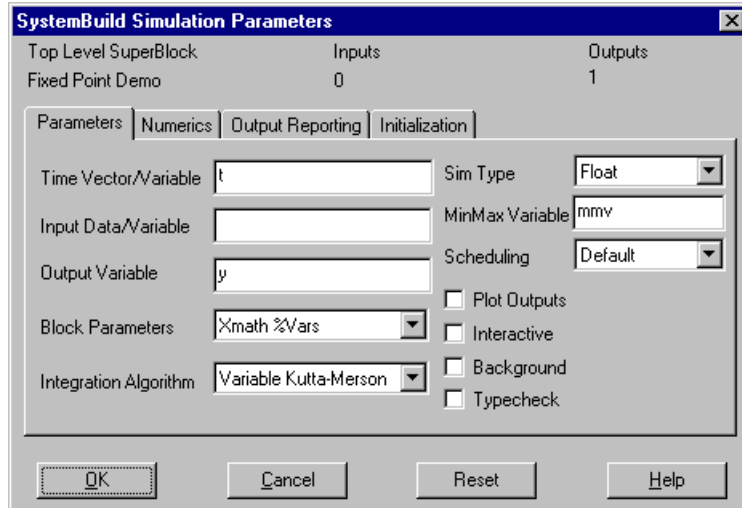 SystemBuild Simulation Parameters
Top Level SuperBlock Inputs Outputs
Fixed Point Demo 0 1
Parameters Numerics Output Reporting Initialization
Time Vector/Variable t Sim Type Float
Input Data/Variable MinMax Variable mmv
Output Variable y Scheduling Default
Plot Outputs
Block Parameters Xmath %Vars Interactive
Background
Integration Algorithm Variable Kutta-Merson
Typecheck
OK Cancel Reset Help